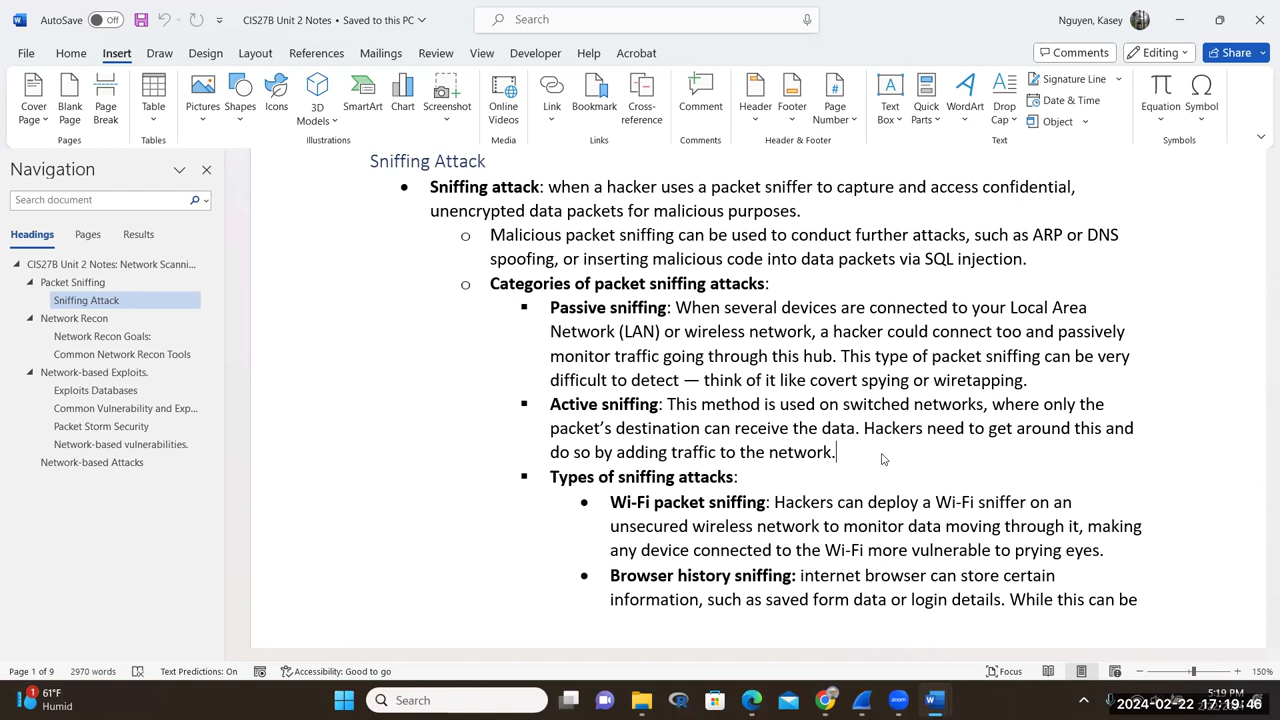 AutoSave Off CIS27B Unit 2 Notes • Saved to this PC Search Nguyen, Kasey
File Home Insert Draw Design Layout References Mailings Review View Developer Help Acrobat Comments Editing Share
Cover Page Blank Page Page Break Table Pictures Shapes Icons 3D Models SmartArt Chart Screenshot Online Videos Link Bookmark Cross-reference Comment Header Footer Page Number Text Box Quick Parts WordArt Drop Cap Signature Line Date & Time Object Equation Symbol
Pages Tables Illustrations Media Links Comments Header & Footer Text Symbols
Navigation
Search document
Headings Pages Results
CIS27B Unit 2 Notes: Network Scanni...
Packet Sniffing
Sniffing Attack
Network Recon
Network Recon Goals:
Common Network Recon Tools
Network-based Exploits.
Exploits Databases
Common Vulnerability and Exp...
Packet Storm Security
Network-based vulnerabilities.
Network-based Attacks
Sniffing Attack
• Sniffing attack: when a hacker uses a packet sniffer to capture and access confidential,
unencrypted data packets for malicious purposes.
o Malicious packet sniffing can be used to conduct further attacks, such as ARP or DNS
spoofing, or inserting malicious code into data packets via SQL injection.
o Categories of packet sniffing attacks:
▪ Passive sniffing: When several devices are connected to your Local Area
Network (LAN) or wireless network, a hacker could connect too and passively
monitor traffic going through this hub. This type of packet sniffing can be very
difficult to detect — think of it like covert spying or wiretapping.
▪ Active sniffing: This method is used on switched networks, where only the
packet’s destination can receive the data. Hackers need to get around this and
do so by adding traffic to the network.
▪ Types of sniffing attacks:
• Wi-Fi packet sniffing: Hackers can deploy a Wi-Fi sniffer on an
unsecured wireless network to monitor data moving through it, making
any device connected to the Wi-Fi more vulnerable to prying eyes.
• Browser history sniffing: internet browser can store certain
information, such as saved form data or login details. While this can be
Page 1 of 9 2970 words Text Predictions: On Accessibility: Good to go Focus 150%
1 61°F
Humid
Search
5:19 PM
2024-02-22 17:19:46